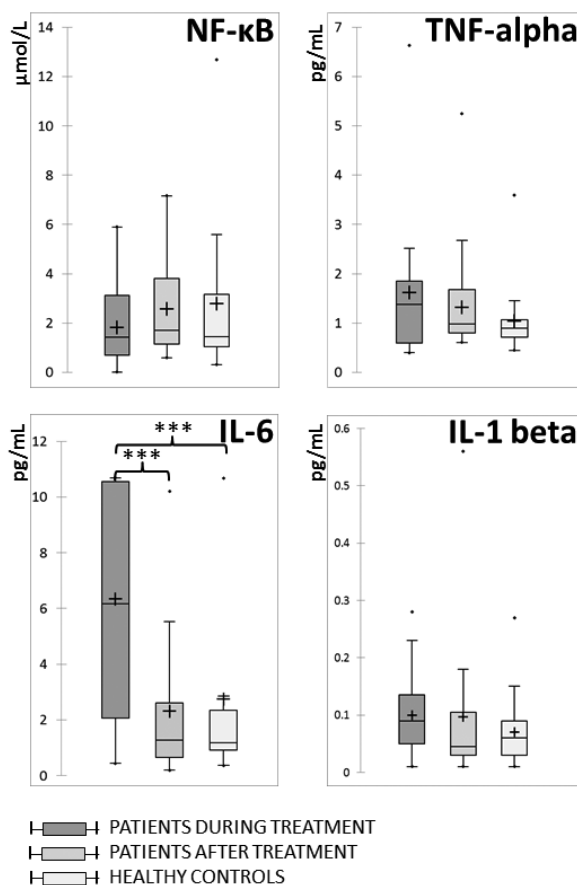 NF-κB
µmol/L
14
12
10
8
6
4
2
0
TNF-alpha
pg/mL
7
6
5
4
3
2
1
0
IL-6
pg/mL
12
10
8
6
4
2
0
***
***
IL-1 beta
pg/mL
0.6
0.5
0.4
0.3
0.2
0.1
0
PATIENTS DURING TREATMENT
PATIENTS AFTER TREATMENT
HEALTHY CONTROLS